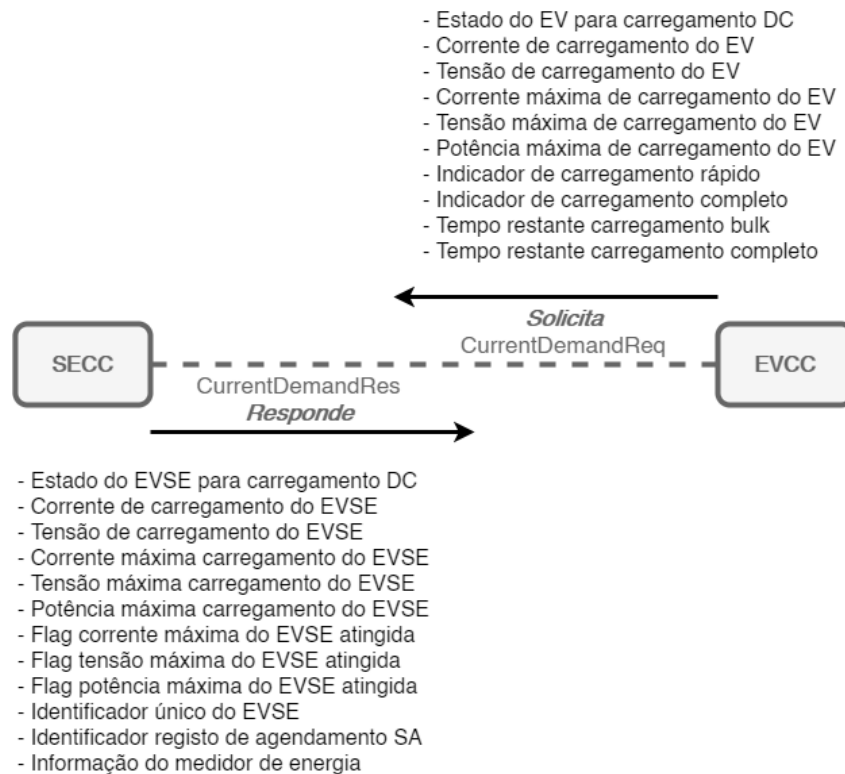 - Estado do EV para carregamento DC
- Corrente de carregamento do EV
- Tensão de carregamento do EV
- Corrente máxima de carregamento do EV
- Tensão máxima de carregamento do EV
- Potência máxima de carregamento do EV
- Indicador de carregamento rápido
- Indicador de carregamento completo
- Tempo restante carregamento bulk
- Tempo restante carregamento completo
Solicita
CurrentDemandReq
SECC
EVCC
CurrentDemandRes
Responde
- Estado do EVSE para carregamento DC
- Corrente de carregamento do EVSE
- Tensão de carregamento do EVSE
- Corrente máxima carregamento do EVSE
- Tensão máxima carregamento do EVSE
- Potência máxima carregamento do EVSE
- Flag corrente máxima do EVSE atingida
- Flag tensão máxima do EVSE atingida
- Flag potência máxima do EVSE atingida
- Identificador único do EVSE
- Identificador registo de agendamento SA
- Informação do medidor de energia